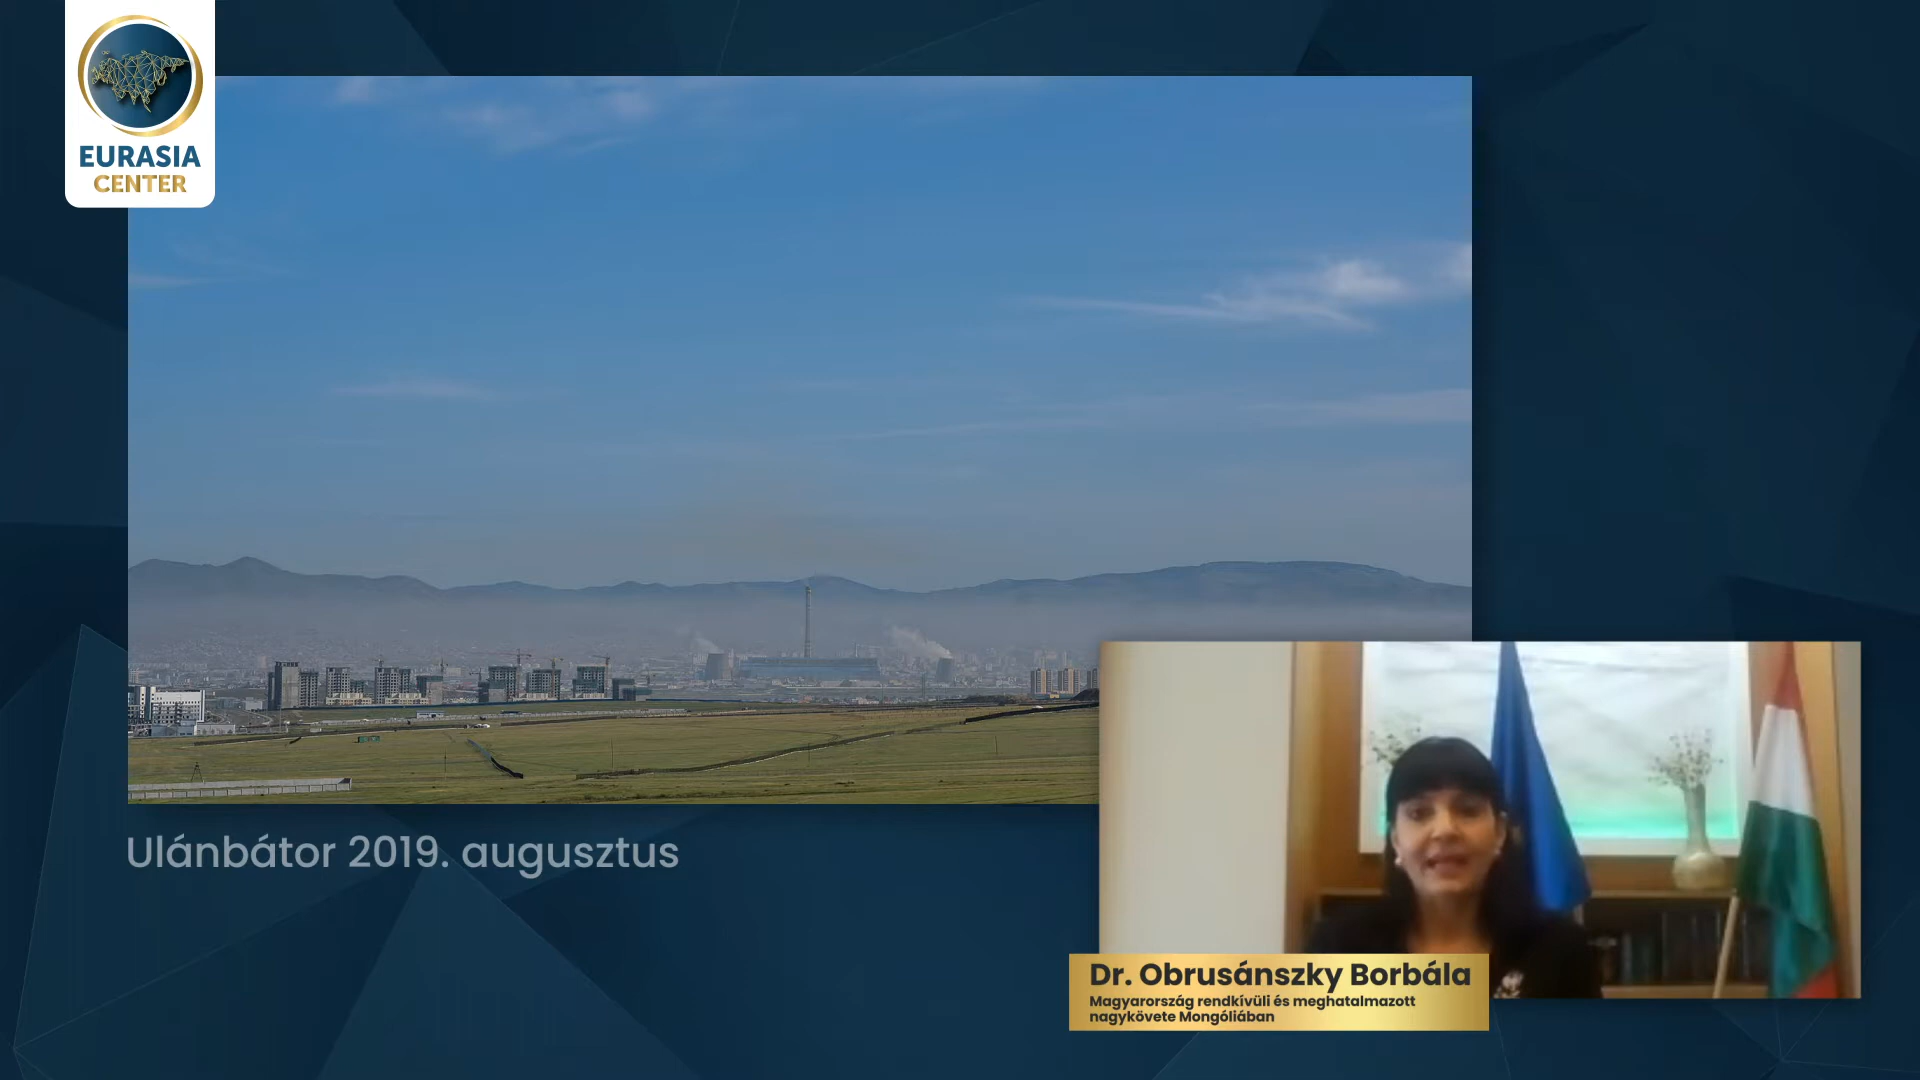 EURASIA
CENTER
Ulánbátor 2019. augusztus
Dr. Obrusánszky Borbála
Magyarország rendkívüli és meghatalmazott
nagykövete Mongóliában